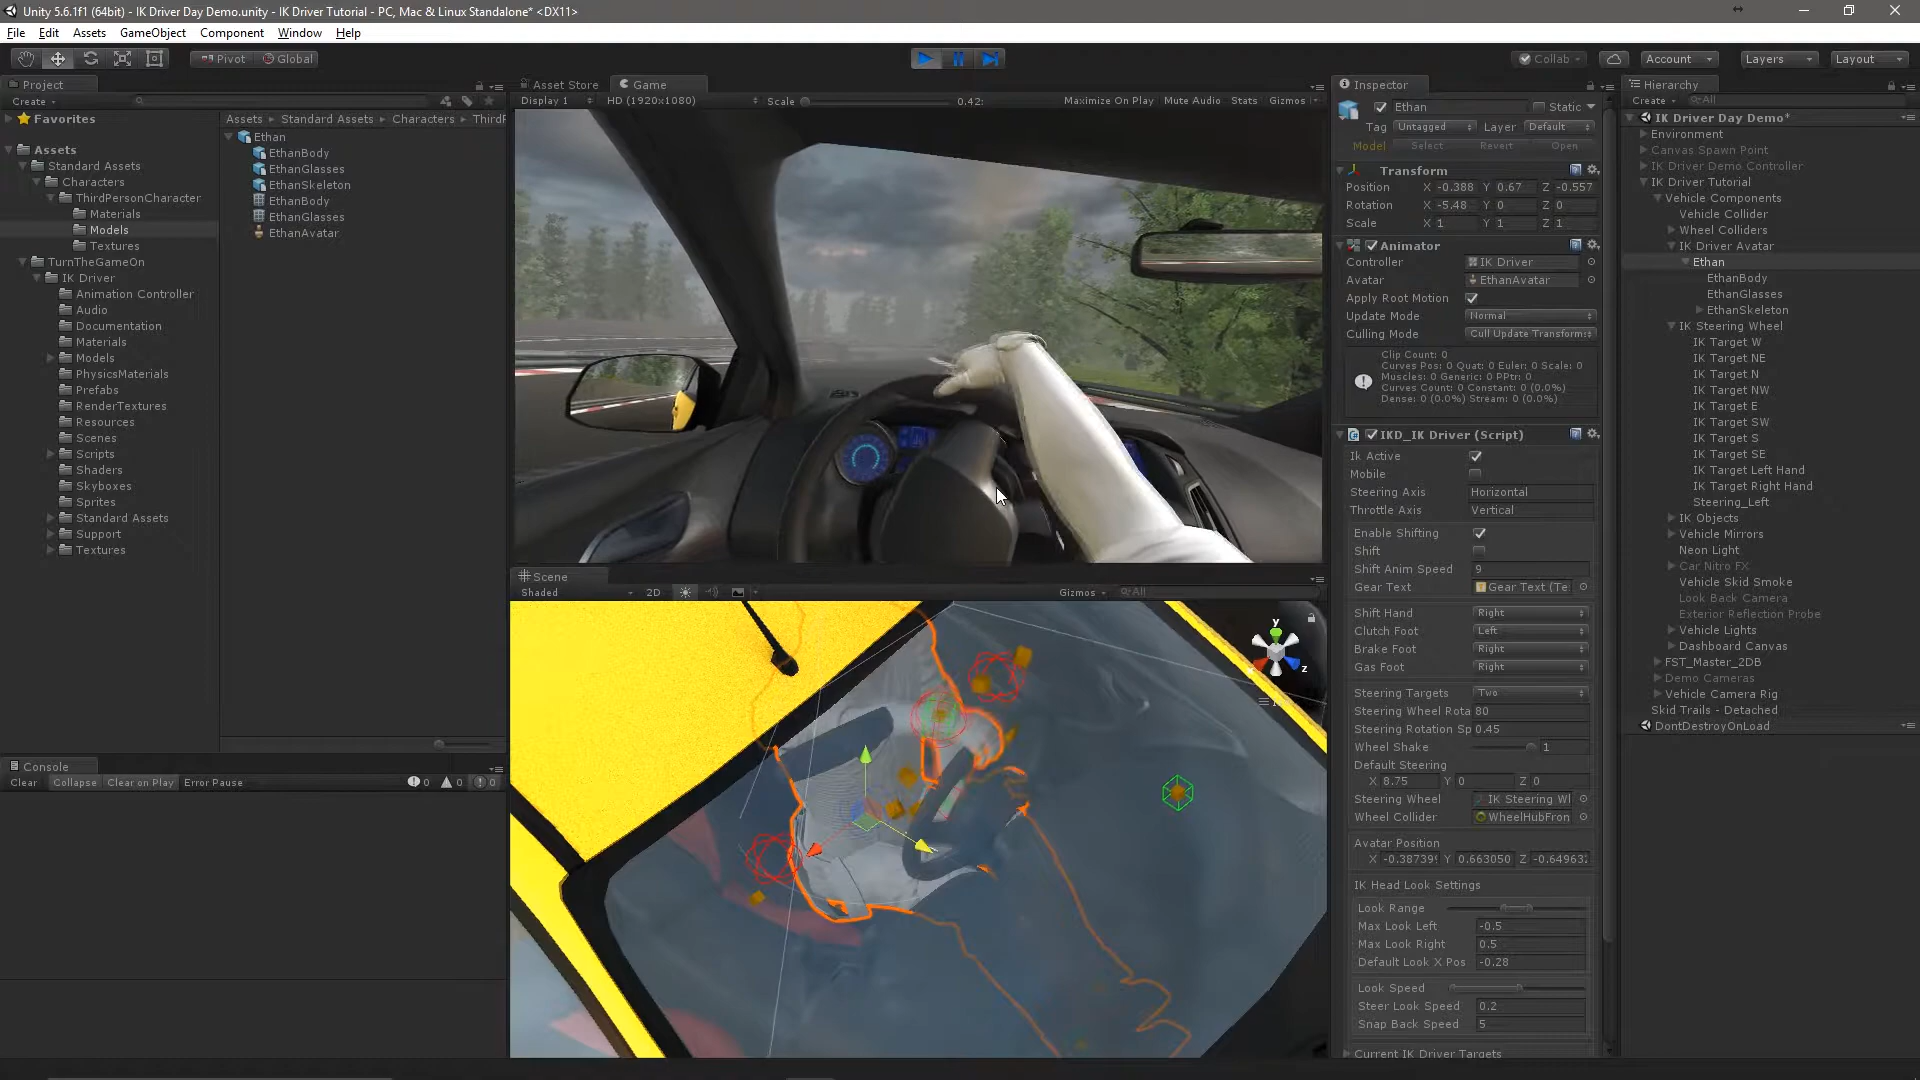 Unity 5.6.1f1 (64bit) - IK Driver Day Demo.unity - IK Driver Tutorial - PC, Mac & Linux Standalone* <DX11>
File Edit Assets GameObject Component Window Help
Pivot Global Collab Account Layers Layout
Project
Create
Favorites
Assets
Standard Assets
Characters
ThirdPersonCharacter
Materials
Models
Textures
TurnTheGameOn
IK Driver
Animation Controller
Audio
Documentation
Materials
Models
PhysicsMaterials
Prefabs
RenderTextures
Resources
Scenes
Scripts
Shaders
Skyboxes
Sprites
Standard Assets
Support
Textures
Assets Standard Assets Characters ThirdF
Ethan
EthanBody
EthanGlasses
EthanSkeleton
EthanBody
EthanGlasses
EthanAvatar
Console
Clear Collapse Clear on Play Error Pause 0 0 0
Asset Store Game
Display 1 HD (1920x1080) Scale 0.42: Maximize On Play Mute Audio Stats Gizmos
Scene
Shaded 2D Gizmos All
y
z
Inspector
Ethan Static
Tag Untagged Layer Default
Model Select Revert Open
Transform
Position X -0.388 Y 0.67 Z -0.557
Rotation X -5.48 Y 0 Z 0
Scale X 1 Y 1 Z 1
Animator
Controller IK Driver
Avatar EthanAvatar
Apply Root Motion
Update Mode Normal
Culling Mode Cull Update Transform:
Clip Count: 0
Curves Pos: 0 Quat: 0 Euler: 0 Scale: 0
Muscles: 0 Generic: 0 PPtr: 0
Curves Count: 0 Constant: 0 (0.0%)
Dense: 0 (0.0%) Stream: 0 (0.0%)
IKD_IK Driver (Script)
Ik Active
Mobile
Steering Axis Horizontal
Throttle Axis Vertical
Enable Shifting
Shift
Shift Anim Speed 9
Gear Text Gear Text (Te
Shift Hand Right
Clutch Foot Left
Brake Foot Right
Gas Foot Right
Steering Targets Two
Steering Wheel Rota 80
Steering Rotation Sp 0.45
Wheel Shake 1
Default Steering
X 8.75 Y 0 Z 0
Steering Wheel IK Steering Wl
Wheel Collider WheelHubFron
Avatar Position
X -0.38739 Y 0.663050 Z -0.64963
IK Head Look Settings
Look Range
Max Look Left -0.5
Max Look Right 0.5
Default Look X Pos -0.28
Look Speed
Steer Look Speed 0.2
Snap Back Speed 5
Current IK Driver Targets
Hierarchy
Create All
IK Driver Day Demo*
Environment
Canvas Spawn Point
IK Driver Demo Controller
IK Driver Tutorial
Vehicle Components
Vehicle Collider
Wheel Colliders
IK Driver Avatar
Ethan
EthanBody
EthanGlasses
EthanSkeleton
IK Steering Wheel
IK Target W
IK Target NE
IK Target N
IK Target NW
IK Target E
IK Target SW
IK Target S
IK Target SE
IK Target Left Hand
IK Target Right Hand
Steering_Left
IK Objects
Vehicle Mirrors
Neon Light
Car Nitro FX
Vehicle Skid Smoke
Look Back Camera
Exterior Reflection Probe
Vehicle Lights
Dashboard Canvas
FST_Master_2DB
Demo Cameras
Vehicle Camera Rig
Skid Trails - Detached
DontDestroyOnLoad